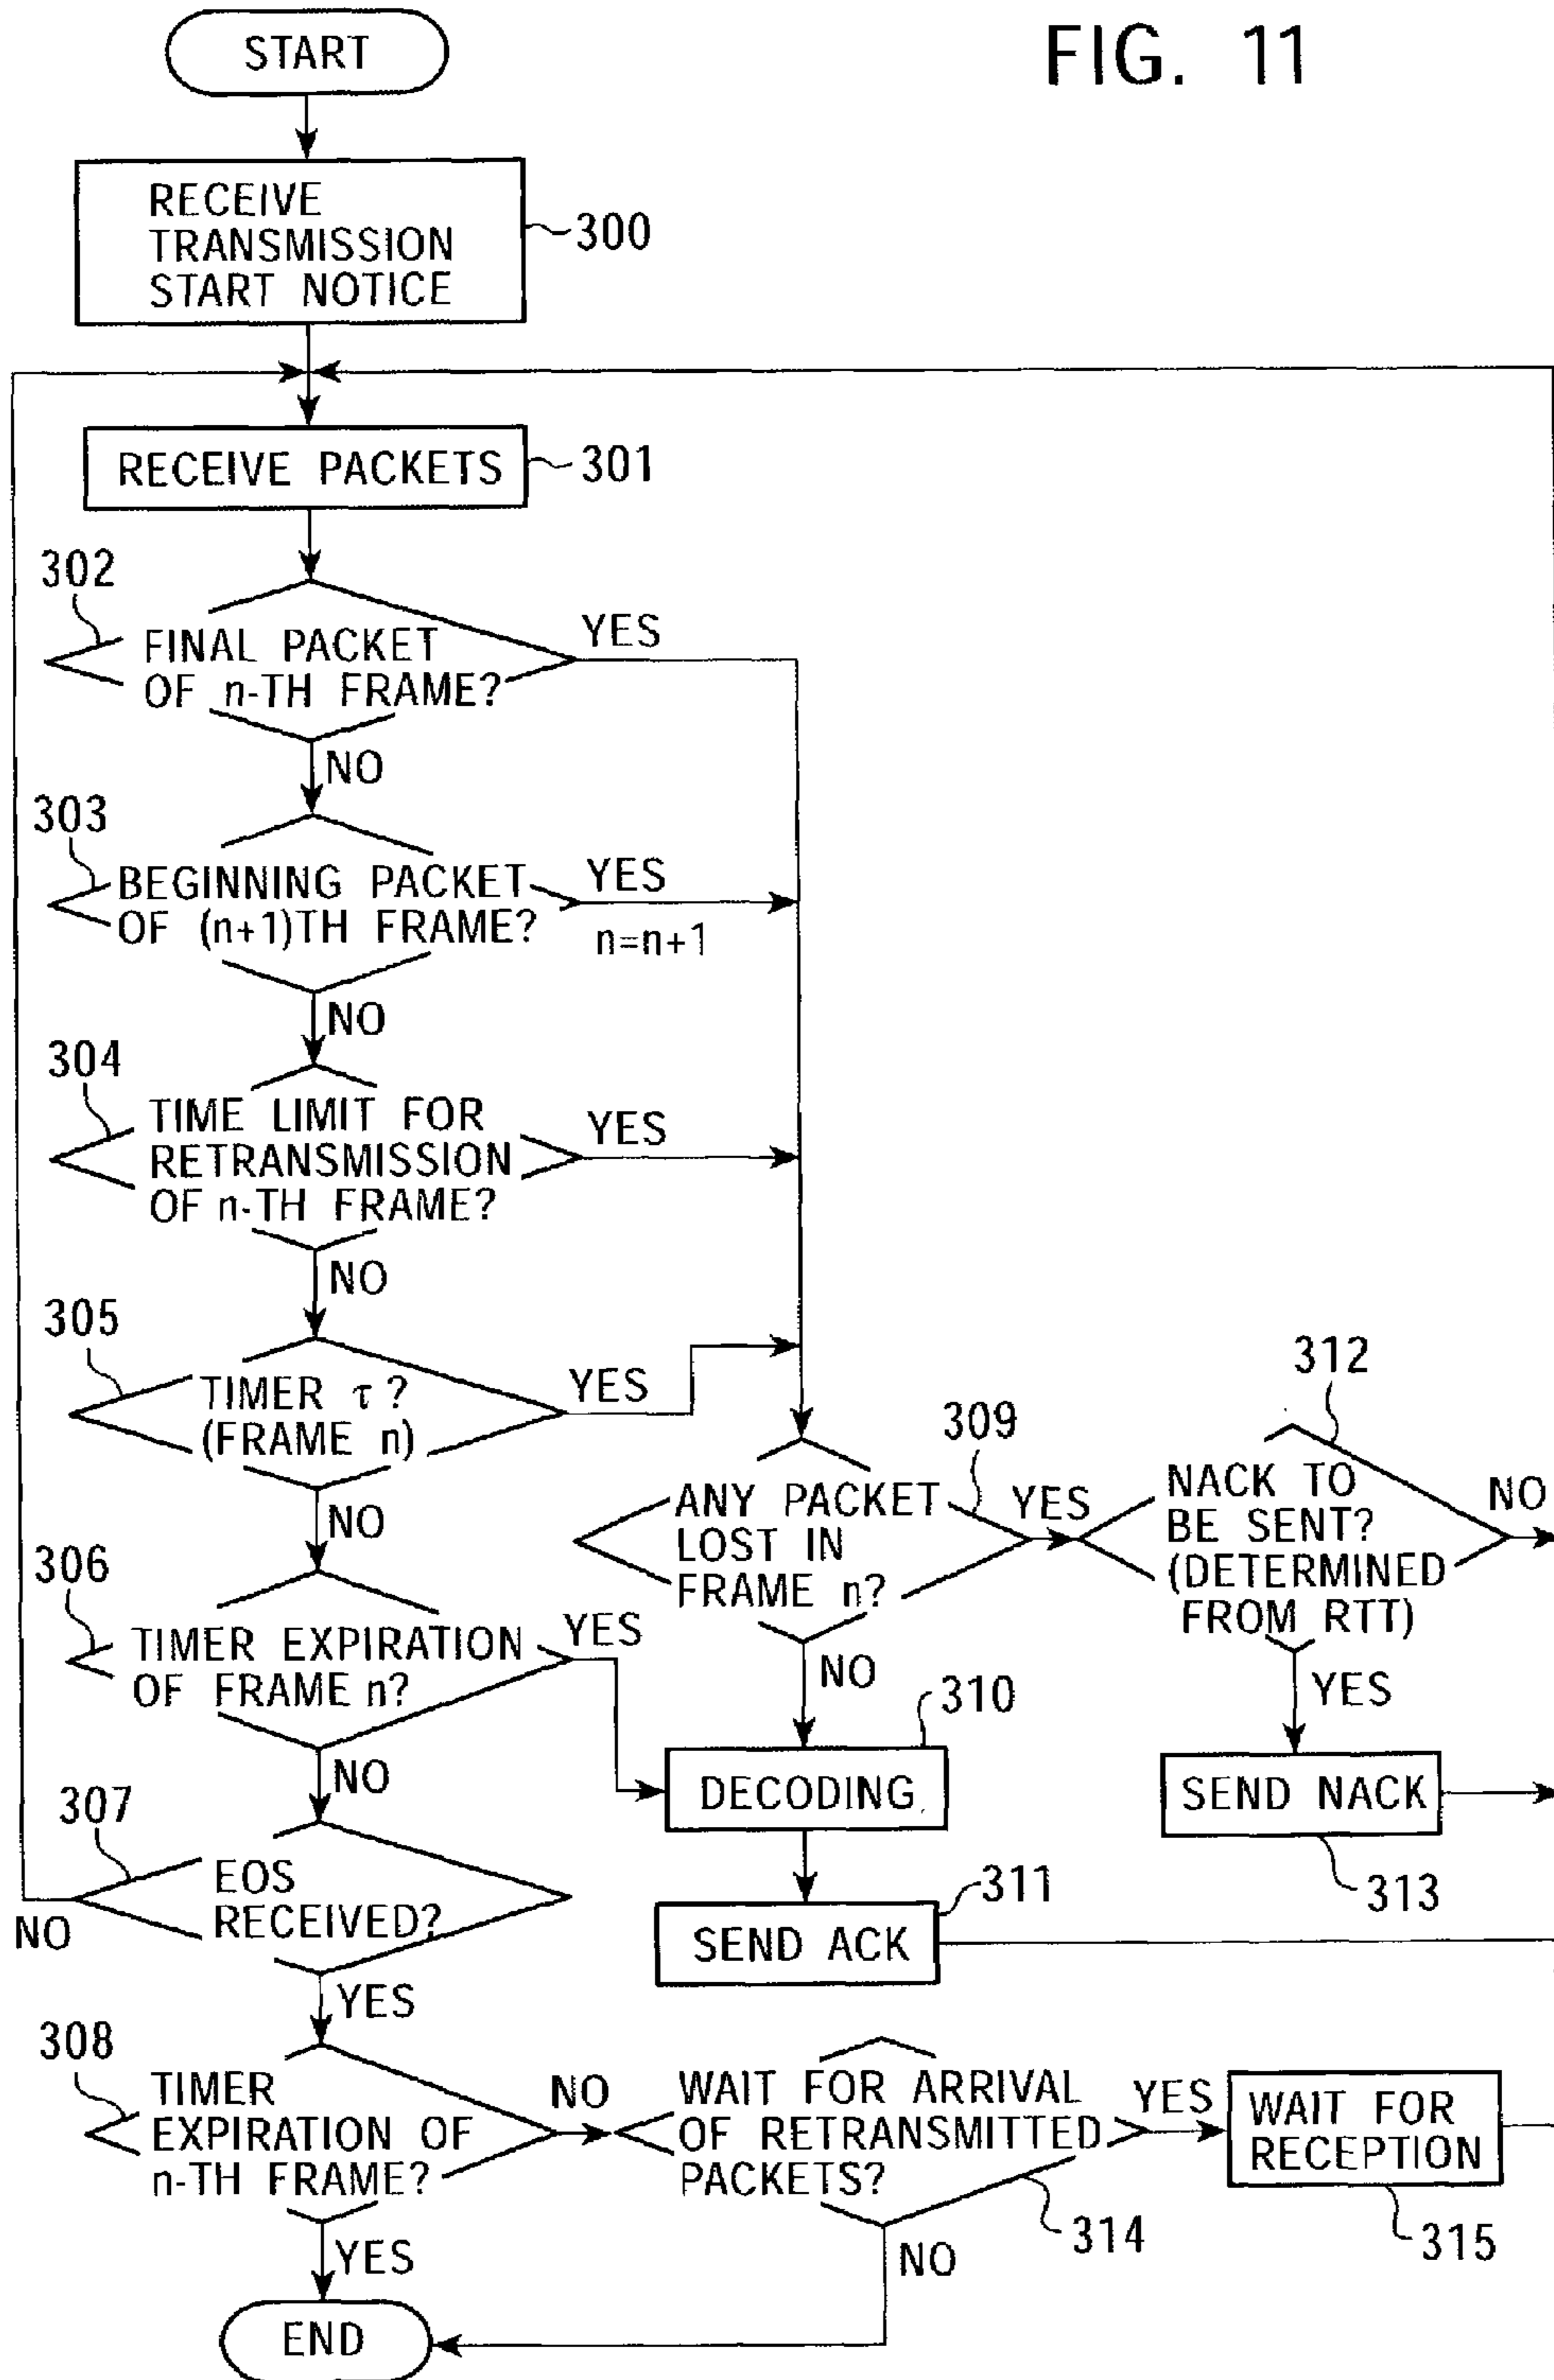 FIG. 11
START
RECEIVE
TRANSMISSION
START NOTICE
300
RECEIVE PACKETS
301
302
FINAL PACKET
OF n-TH FRAME?
YES
NO
303
BEGINNING PACKET
OF (n+1)TH FRAME?
YES
n=n+1
NO
304
TIME LIMIT FOR
RETRANSMISSION
OF n-TH FRAME?
YES
NO
305
TIMER τ?
(FRAME n)
YES
NO
306
TIMER EXPIRATION
OF FRAME n?
YES
NO
307
EOS
RECEIVED?
NO
YES
308
TIMER
EXPIRATION OF
n-TH FRAME?
NO
YES
END
309
ANY PACKET
LOST IN
FRAME n?
YES
NO
310
DECODING
311
SEND ACK
312
NACK TO
BE SENT?
(DETERMINED
FROM RTT)
NO
YES
SEND NACK
313
WAIT FOR ARRIVAL
OF RETRANSMITTED
PACKETS?
YES
314
NO
WAIT FOR
RECEPTION
315